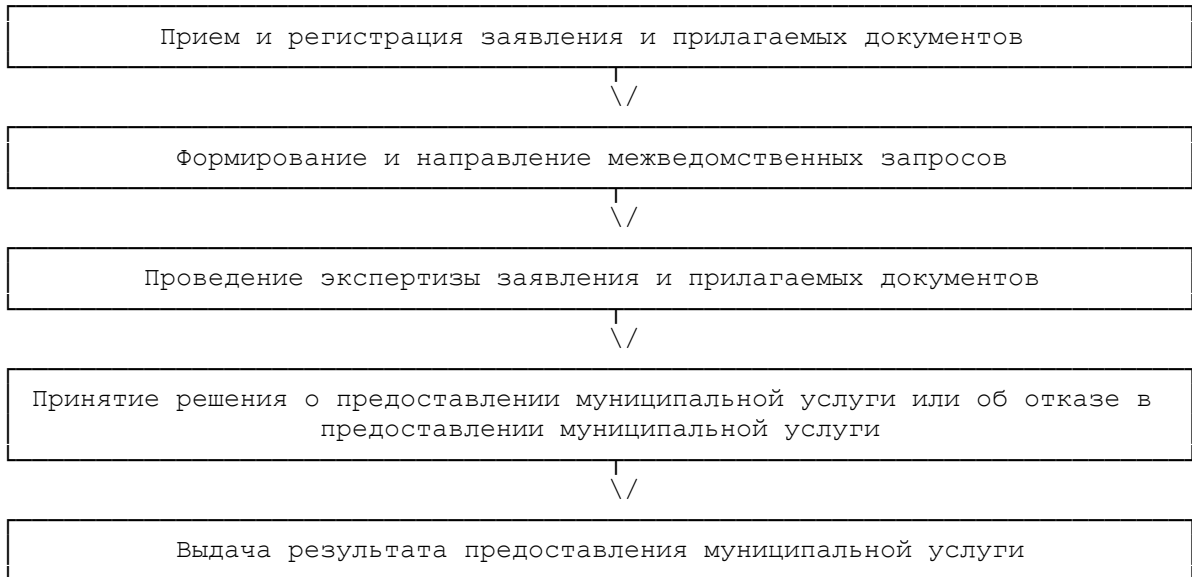 Прием и регистрация заявления и прилагаемых документов
\/
Формирование и направление межведомственных запросов
\/
Проведение экспертизы заявления и прилагаемых документов
\/
Принятие решения о предоставлении муниципальной услуги или об отказе в
предоставлении муниципальной услуги
\/
Выдача результата предоставления муниципальной услуги